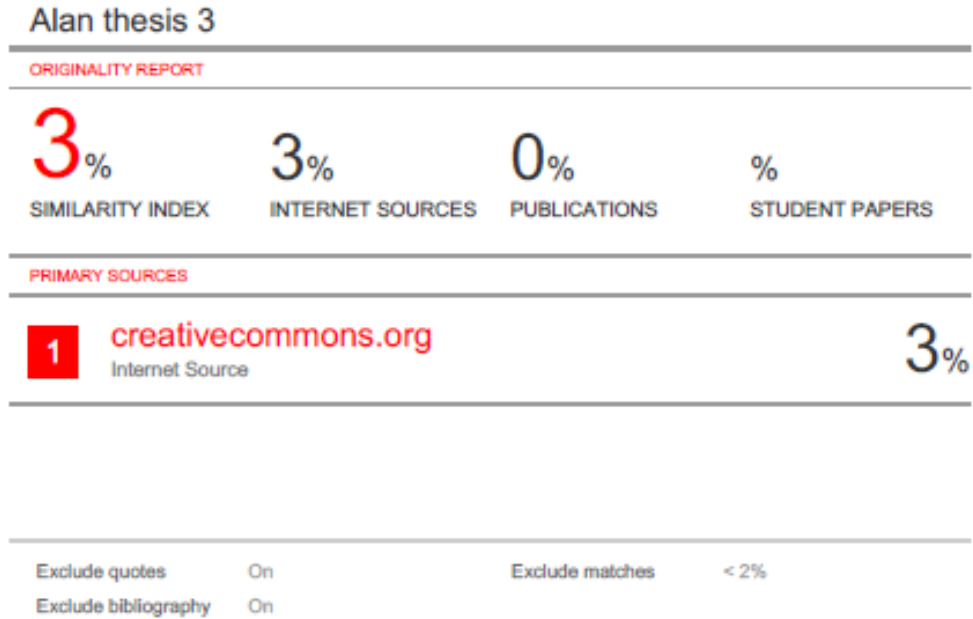 Alan thesis 3
ORIGINALITY REPORT
3% 3% 0% %
SIMILARITY INDEX INTERNET SOURCES PUBLICATIONS STUDENT PAPERS
PRIMARY SOURCES
1 creativecommons.org 3%
Internet Source
Exclude quotes On Exclude matches < 2%
Exclude bibliography On